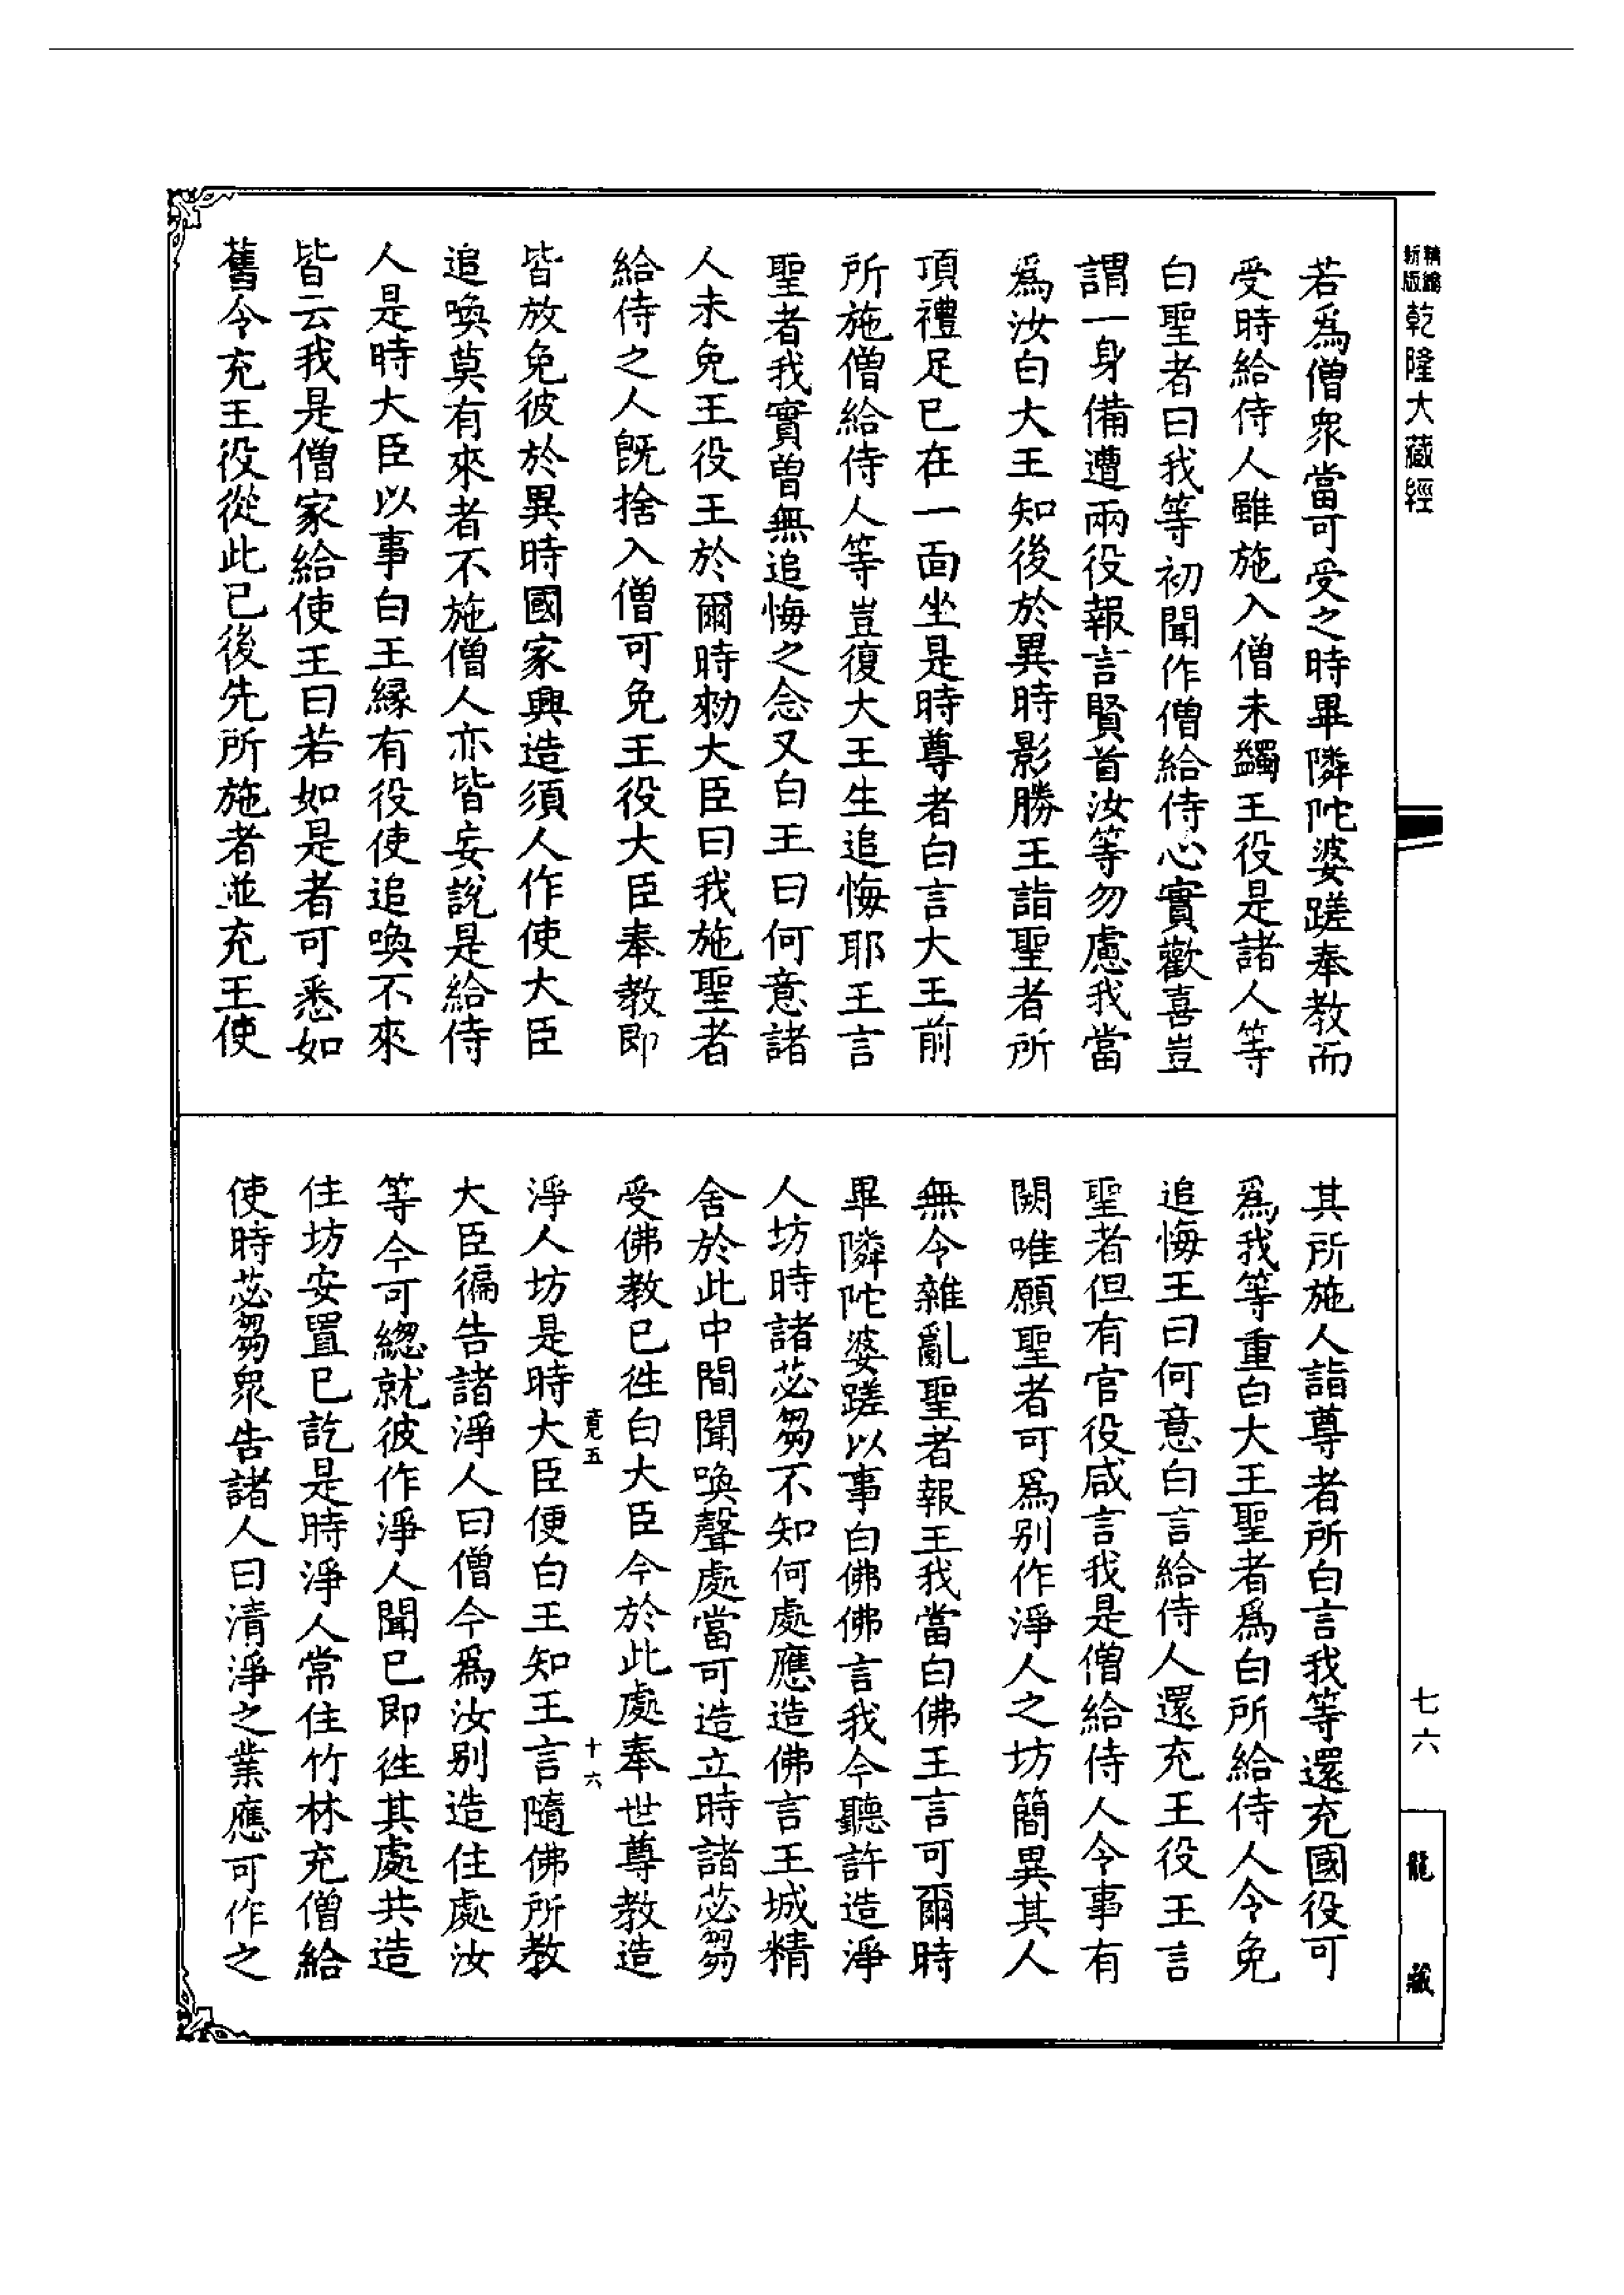 精編
新版
乾隆大藏經
若為僧衆當可受之時畢隣陀婆蹉奉教而
受時給侍人雖施入僧未蠲王役是諸人等
白聖者曰我等初聞作僧給侍心實歡喜豈
謂一身備遭兩役報言賢首汝等勿慮我當
為汝白大王知後於異時影勝王詣聖者所
頂禮足已在一面坐是時尊者白言大王前
所施僧給侍人等豈復大王生追悔耶王言
聖者我實曾無追悔之念又白王曰何意諸
人未免王役王於爾時勑大臣曰我施聖者
給侍之人旣捨入僧可免王役大臣奉教即
皆放免彼於異時國家興造須人作使大臣
追喚莫有來者不施僧人亦皆妄說是給侍
人是時大臣以事白王緣有役使追喚不來
皆云我是僧家給使王曰若如是者可悉如
舊令充王役從此已後先所施者並充王使
其所施人詣尊者所白言我等還充國役可
為我等重白大王聖者為白所給侍人令免
追悔王曰何意白言給侍人還充王役王言
聖者但有官役咸言我是僧給侍人今事有
闕唯願聖者可為別作淨人之坊簡異其人
無令雜亂聖者報王我當白佛王言可爾時
畢隣陀婆蹉以事白佛佛言我今聽許造淨
人坊時諸苾芻不知何處應造佛言王城精
舍於此中間聞喚聲處當可造立時諸苾芻
受佛教已徃白大臣今於此處奉世尊教造
淨人坊是時大臣便白王知王言隨佛所教
大臣徧告諸淨人曰僧今為汝別造住處汝
等今可緫就彼作淨人聞已即徃其處共造
住坊安置已訖是時淨人常住竹林充僧給
使時苾芻衆告諸人曰清淨之業應可作之
竟五
十六
七六
龍藏